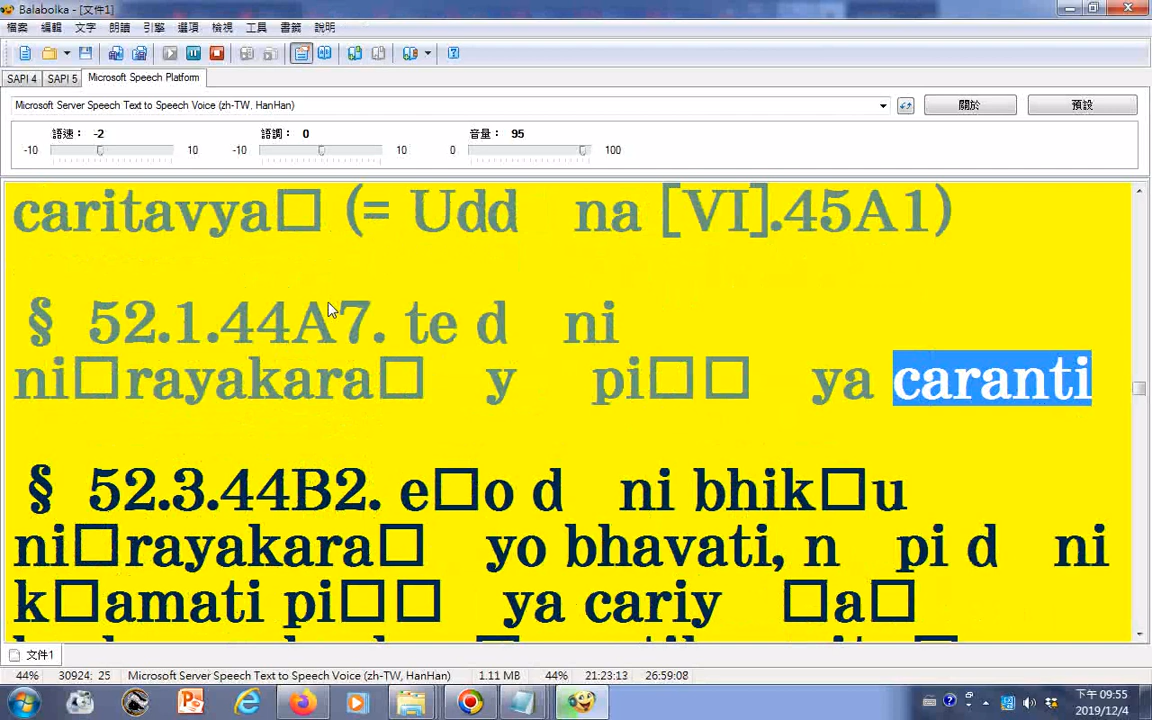 Balabolka - [文件1]
檔案 編輯 文字 朗讀 引擎 選項 檢視 工具 書籤 說明
SAPI 4 SAPI 5 Microsoft Speech Platform
Microsoft Server Speech Text to Speech Voice (zh-TW, HanHan) 關於 預設
語速: -2 語調: 0 音量: 95
-10 10 -10 10 0 100
caritavya□ (= Udd na [VI].45A1)
§ 52.1.44A7. te d ni
ni□rayakara□ y pi□□ ya caranti
§ 52.3.44B2. e□o d ni bhik□u
ni□rayakara□ yo bhavati, n pi d ni
k□amati pi□□ ya cariy □a□
文件1
44% 30924: 25 Microsoft Server Speech Text to Speech Voice (zh-TW, HanHan) 1.11 MB 44% 21:23:13 26:59:08
下午 09:55
2019/12/4